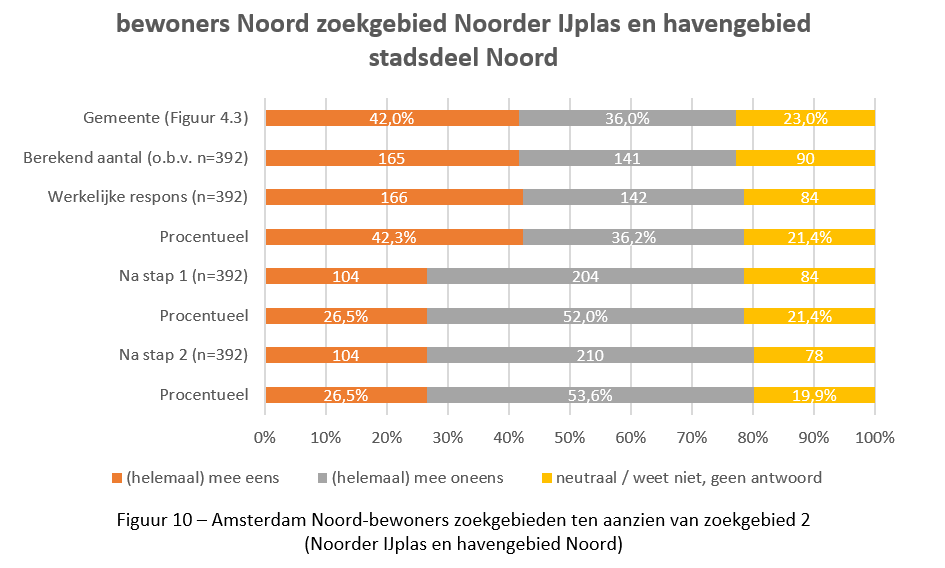 bewoners Noord zoekgebied Noorder IJplas en havengebied
stadsdeel Noord
Gemeente (Figuur 4.3) 42,0% 36,0% 23,0%
Berekend aantal (o.b.v. n=392) 165 141 90
Werkelijke respons (n=392) 166 142 84
Procentueel 42,3% 36,2% 21,4%
Na stap 1 (n=392) 104 204 84
Procentueel 26,5% 52,0% 21,4%
Na stap 2 (n=392) 104 210 78
Procentueel 26,5% 53,6% 19,9%
0% 10% 20% 30% 40% 50% 60% 70% 80% 90% 100%
(helemaal) mee eens (helemaal) mee oneens neutraal / weet niet, geen antwoord
Figuur 10 – Amsterdam Noord-bewoners zoekgebieden ten aanzien van zoekgebied 2
(Noorder IJplas en havengebied Noord)